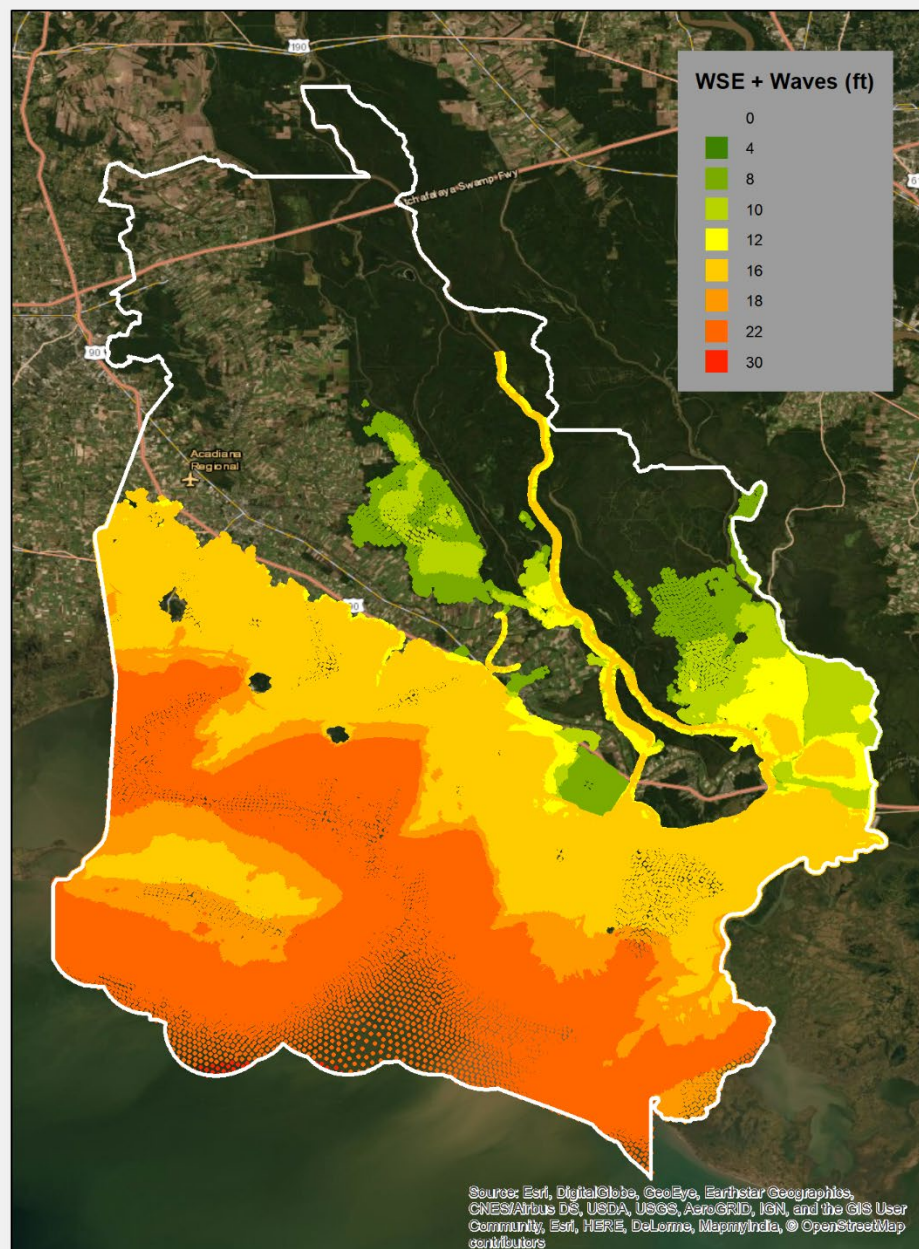 190
WSE + Waves (ft)
0
4
8
10
12
16
18
22
30
tchafalaya Swamp Fwy
6
90
Acadiana
Regional
90
Source: Esri, DigitalGlobe, GeoEye, Earthstar Geographics,
CNES/Airbus DS, USDA, USGS, AeroGRID, IGN, and the GIS User
Community, Esri, HERE, DeLorme, MapmyIndia, © OpenStreetMap
contributors